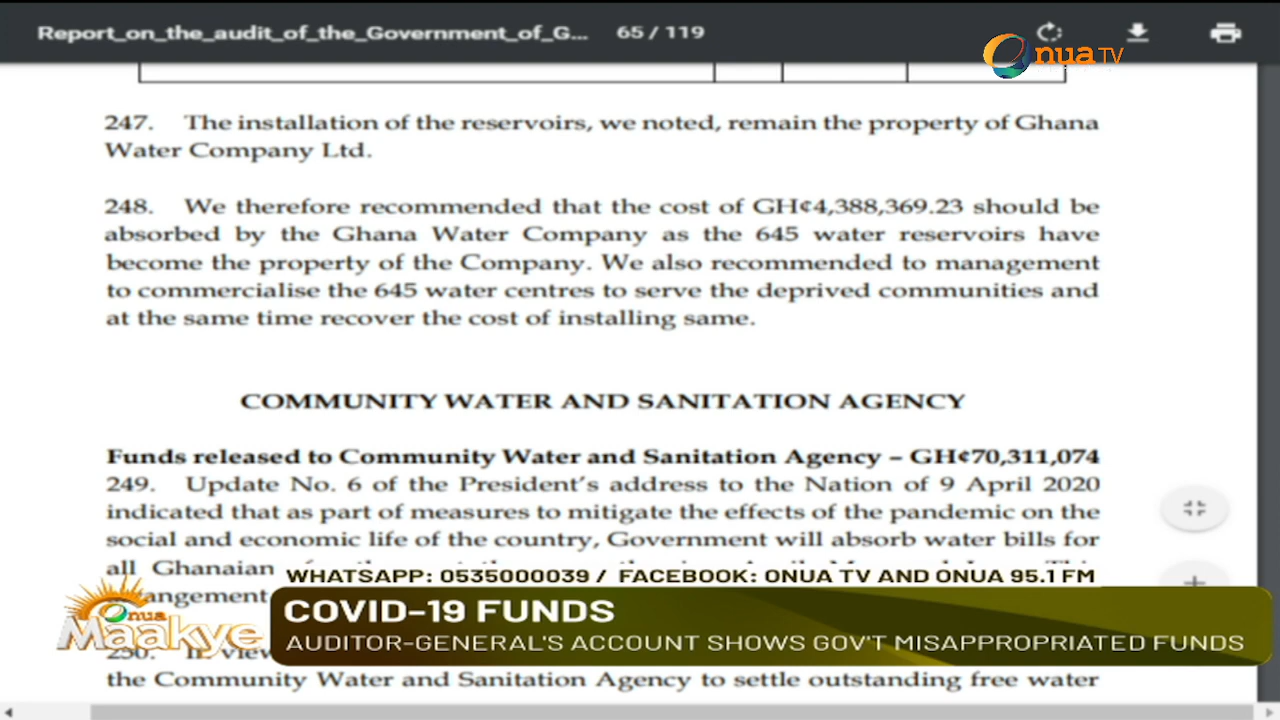 Report_on_the_audit_of_the_Government_of_G... 65 / 119
Onua TV
247. The installation of the reservoirs, we noted, remain the property of Ghana
Water Company Ltd.
248. We therefore recommended that the cost of GH¢4,388,369.23 should be
absorbed by the Ghana Water Company as the 645 water reservoirs have
become the property of the Company. We also recommended to management
to commercialise the 645 water centres to serve the deprived communities and
at the same time recover the cost of installing same.
COMMUNITY WATER AND SANITATION AGENCY
Funds released to Community Water and Sanitation Agency – GH¢70,311,074
249. Update No. 6 of the President's address to the Nation of 9 April 2020
indicated that as part of measures to mitigate the effects of the pandemic on the
social and economic life of the country, Government will absorb water bills for
all Ghanaian
WHATSAPP: 0535000039 / FACEBOOK: ONUA TV AND ONUA 95.1 FM
COVID-19 FUNDS
AUDITOR-GENERAL'S ACCOUNT SHOWS GOV'T MISAPPROPRIATED FUNDS
Onua
Maakye
the Community Water and Sanitation Agency to settle outstanding free water